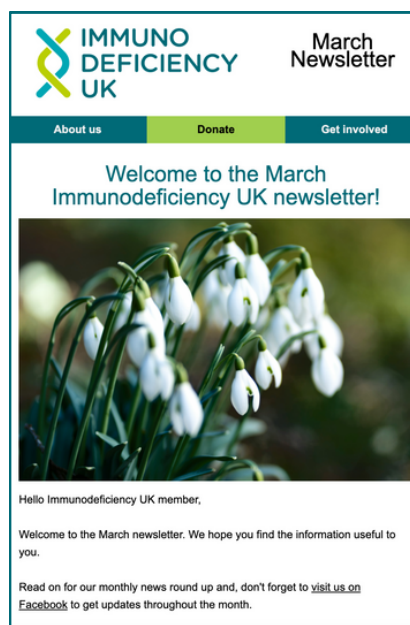 IMMUNO
DEFICIENCY
UK
March
Newsletter
About us
Donate
Get involved
Welcome to the March
Immunodeficiency UK newsletter!
Hello Immunodeficiency UK member,
Welcome to the March newsletter. We hope you find the information useful to
you.
Read on for our monthly news round up and, don't forget to visit us on
Facebook to get updates throughout the month.